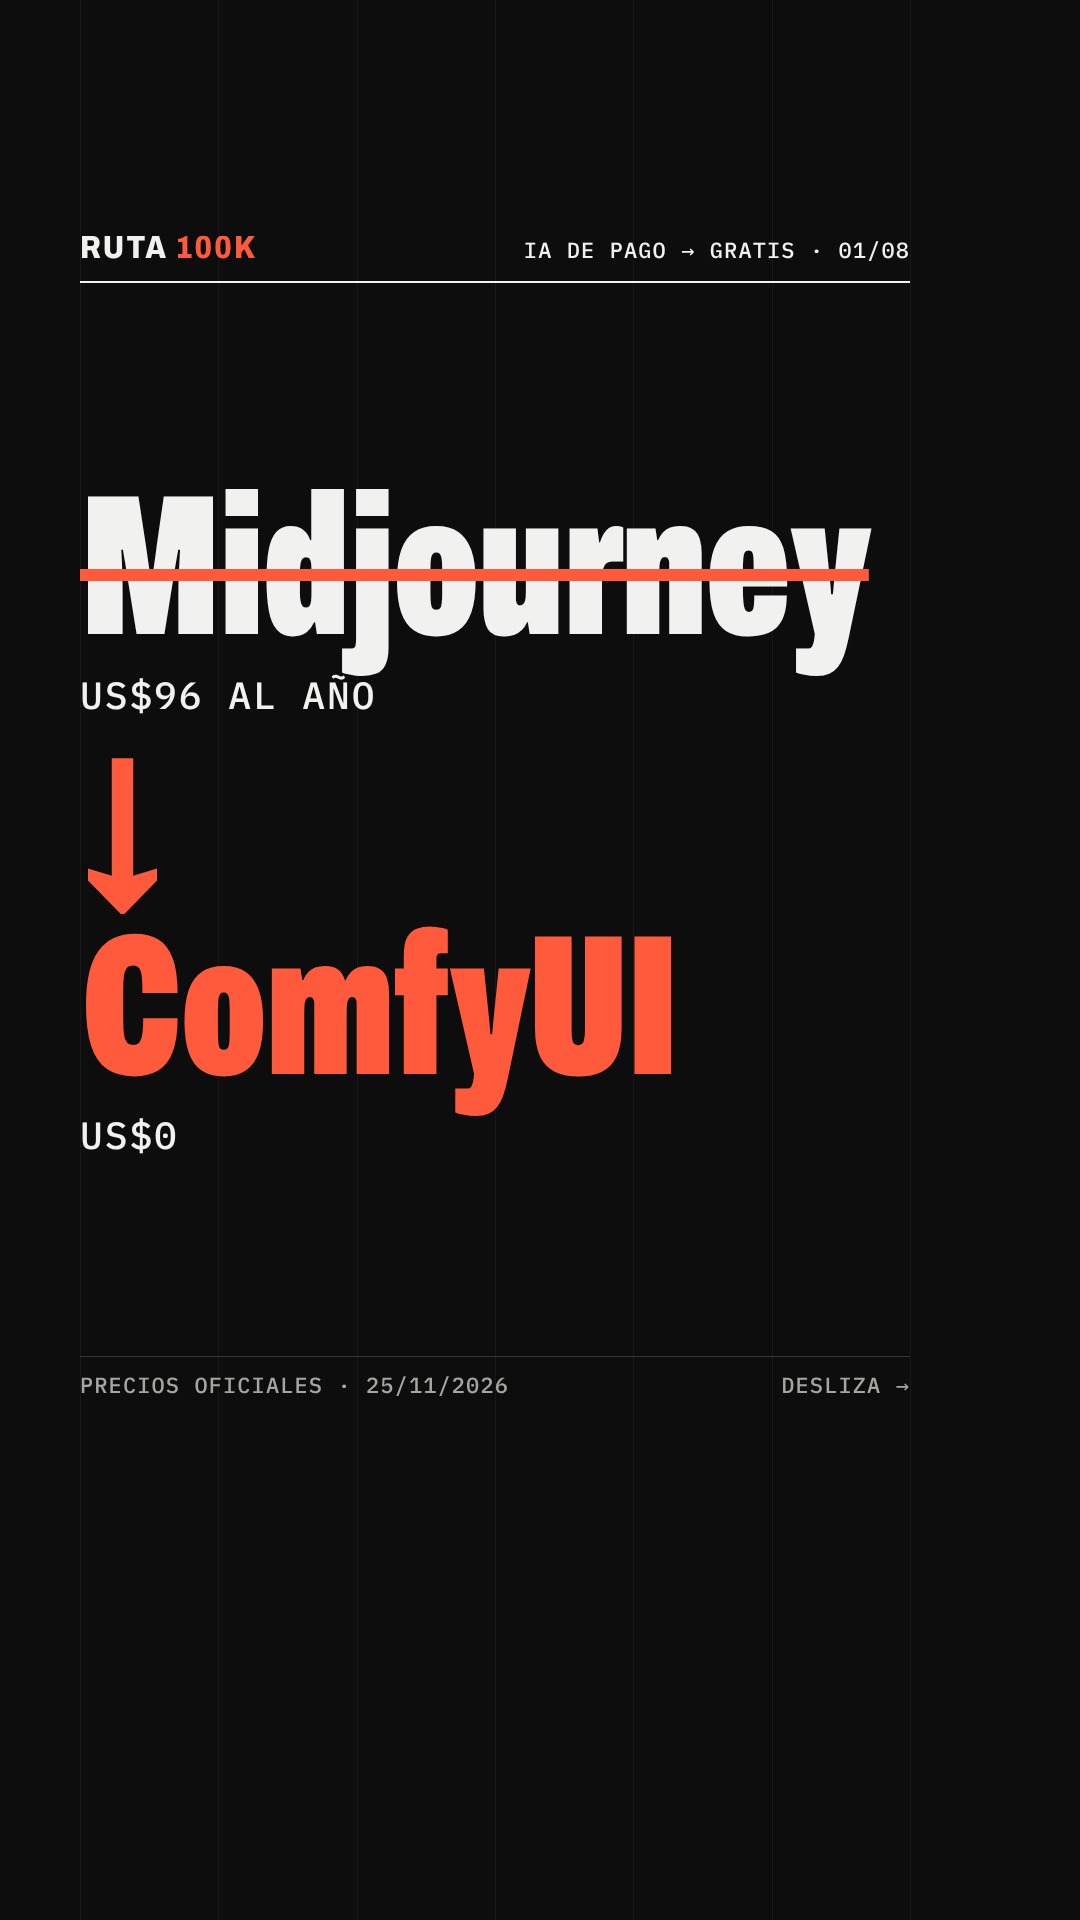 RUTA 100K
IA DE PAGO → GRATIS · 01/08
Midjourney
US$96 AL AÑO
↓
ComfyUI
US$0
PRECIOS OFICIALES · 25/11/2026
DESLIZA →